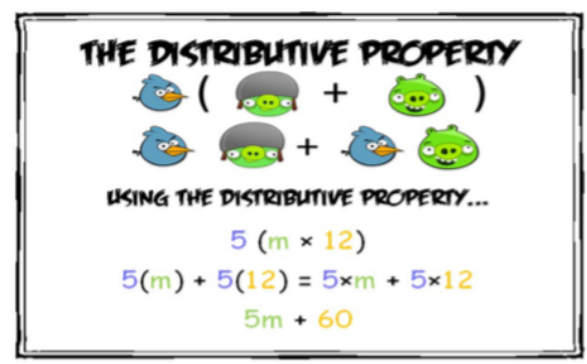 THE DISTRIBUTIVE PROPERTY
( + )
+
USING THE DISTRIBUTIVE PROPERTY...
5 (m × 12)
5(m) + 5(12) = 5×m + 5×12
5m + 60